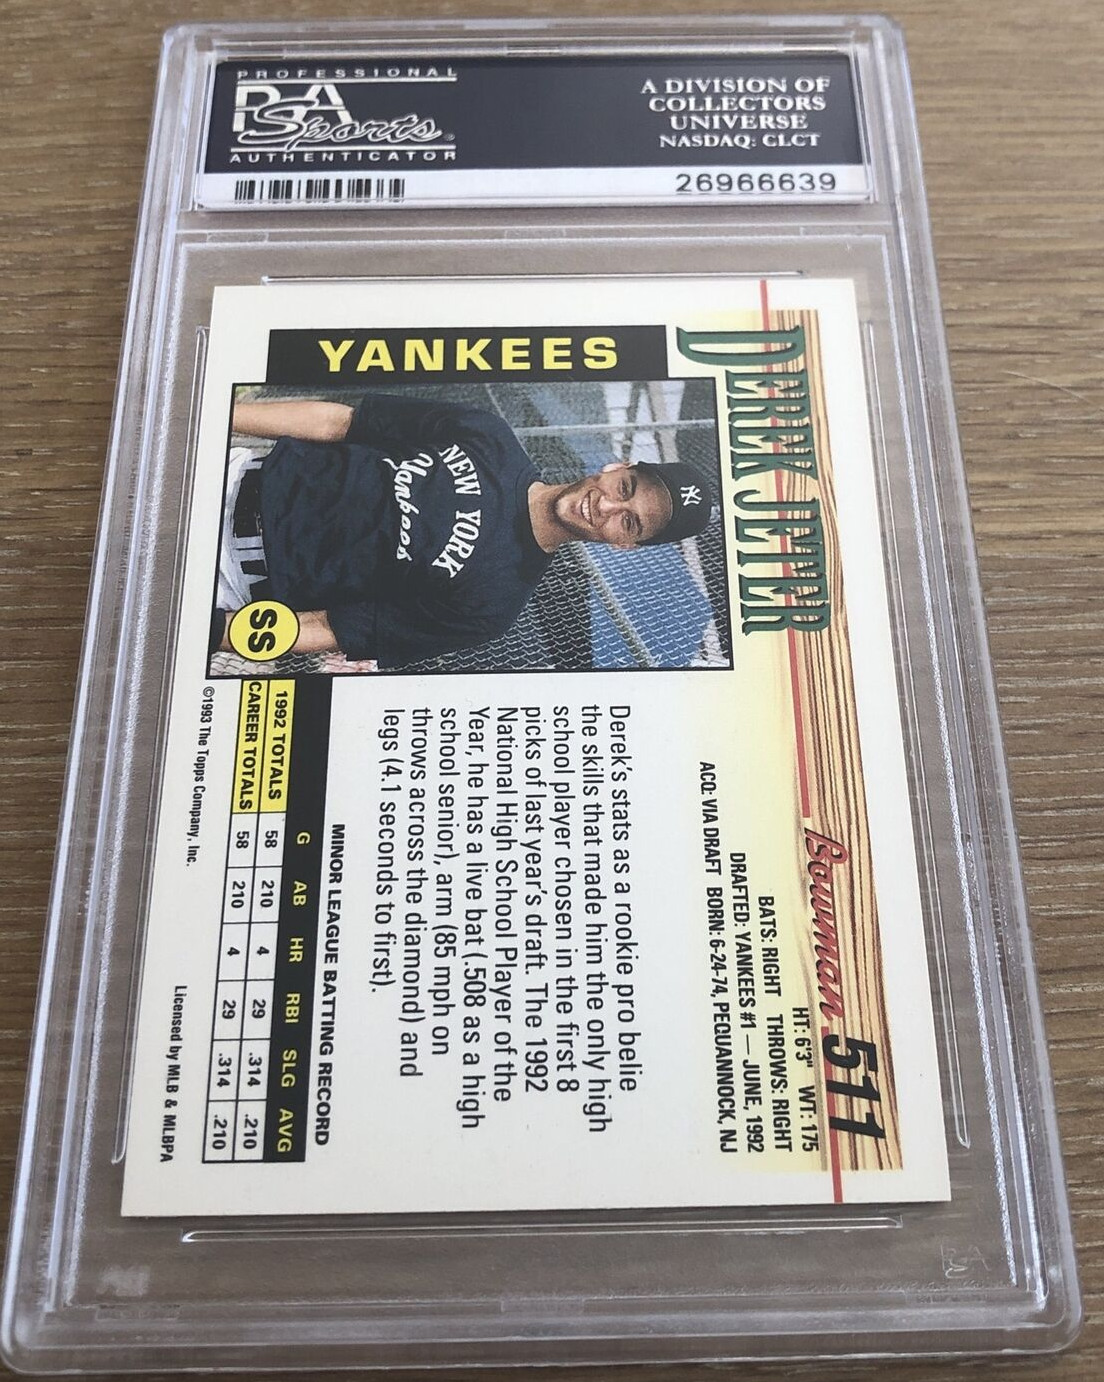 PROFESSIONAL
PSA
Sports
AUTHENTICATOR
A DIVISION OF
COLLECTORS
UNIVERSE
NASDAQ: CLCT
26966639
DEREK JETER
Bowman 511
HT: 6'3" WT: 175
BATS: RIGHT THROWS: RIGHT
DRAFTED: YANKEES #1 — JUNE, 1992
ACQ: VIA DRAFT BORN: 6-24-74, PEQUANNOCK, NJ
YANKEES
NY
NEW YORK
Yankees
SS
Derek's stats as a rookie pro belie
the skills that made him the only high
school player chosen in the first 8
picks of last year's draft. The 1992
National High School Player of the
Year, he has a live bat (.508 as a high
school senior), arm (85 mph on
throws across the diamond) and
legs (4.1 seconds to first).
MINOR LEAGUE BATTING RECORD
G AB HR RBI SLG AVG
1992 TOTALS 58 210 4 29 .314 .210
CAREER TOTALS 58 210 4 29 .314 .210
©1993 The Topps Company, Inc.
Licensed by MLB & MLBPA
PSA